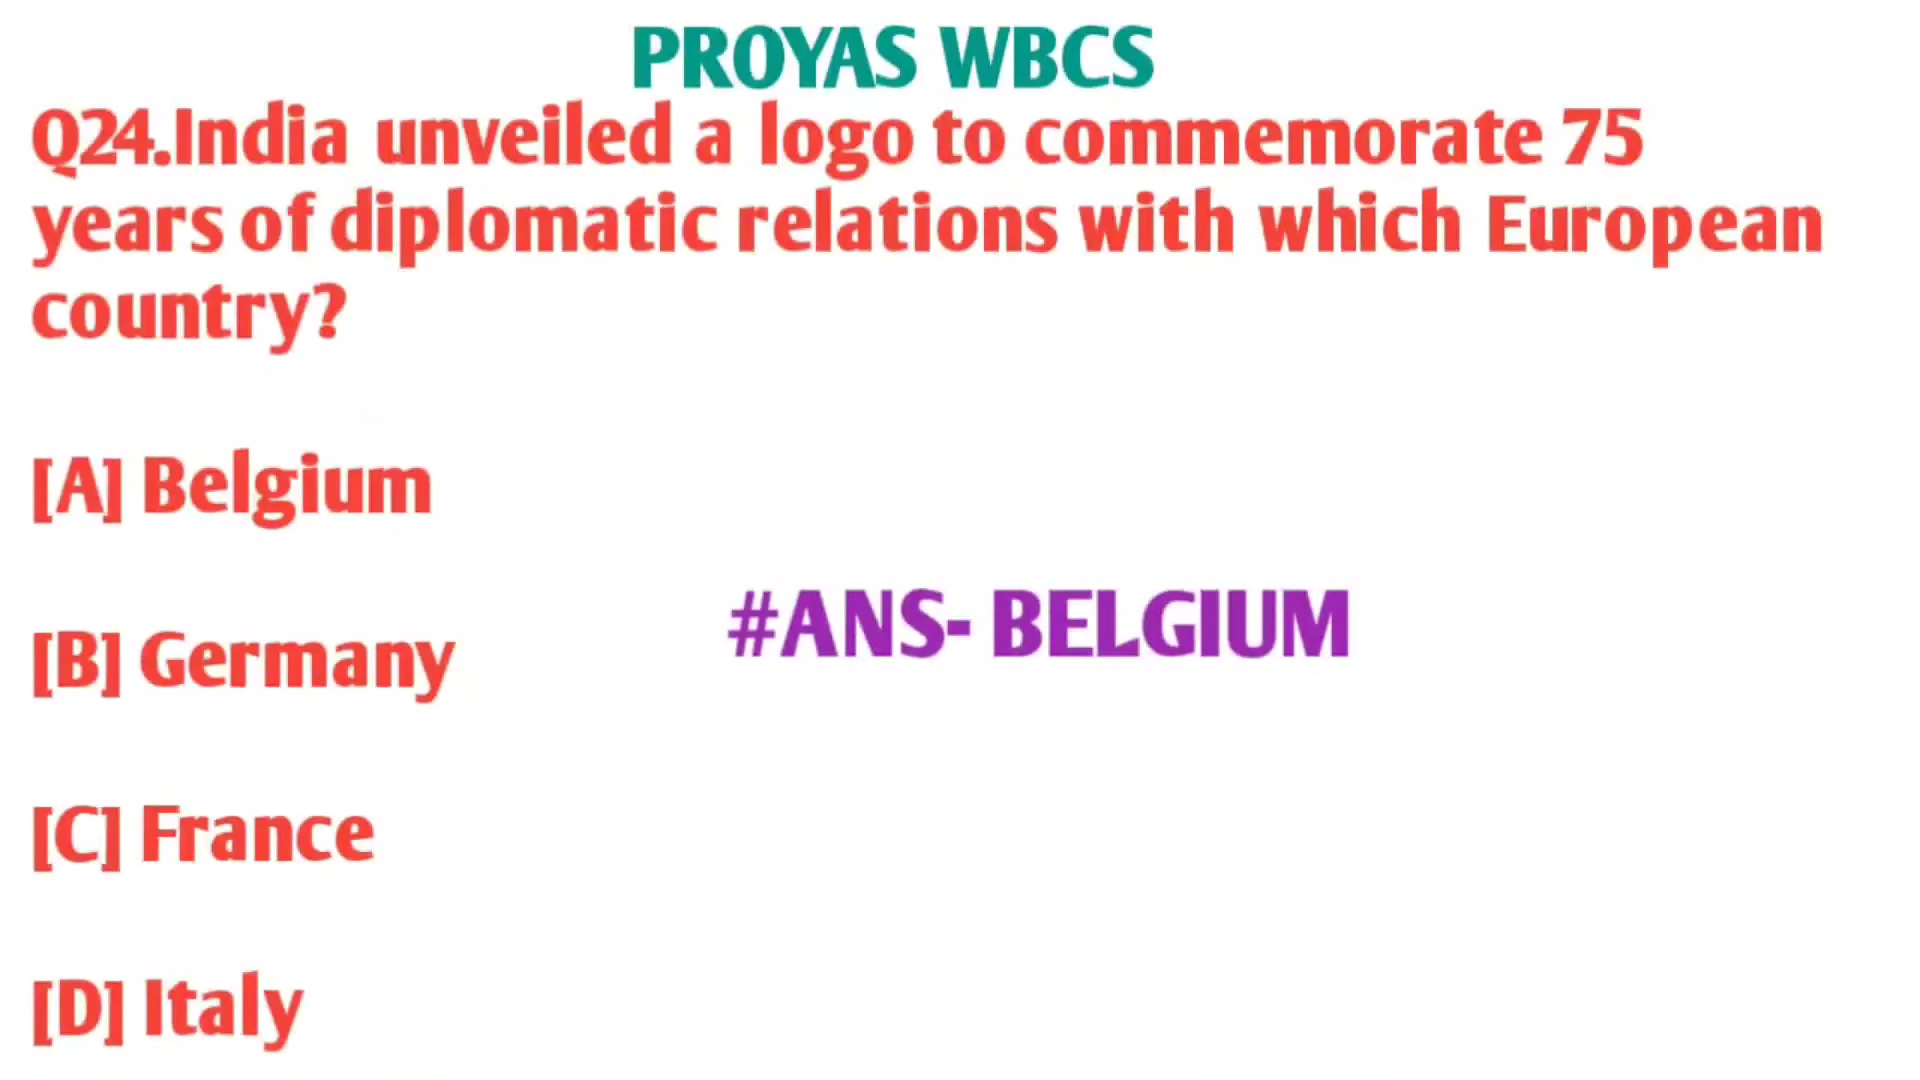 PROYAS WBCS
Q24.India unveiled a logo to commemorate 75
years of diplomatic relations with which European
country?
[A] Belgium
#ANS- BELGIUM
[B] Germany
[C] France
[D] Italy